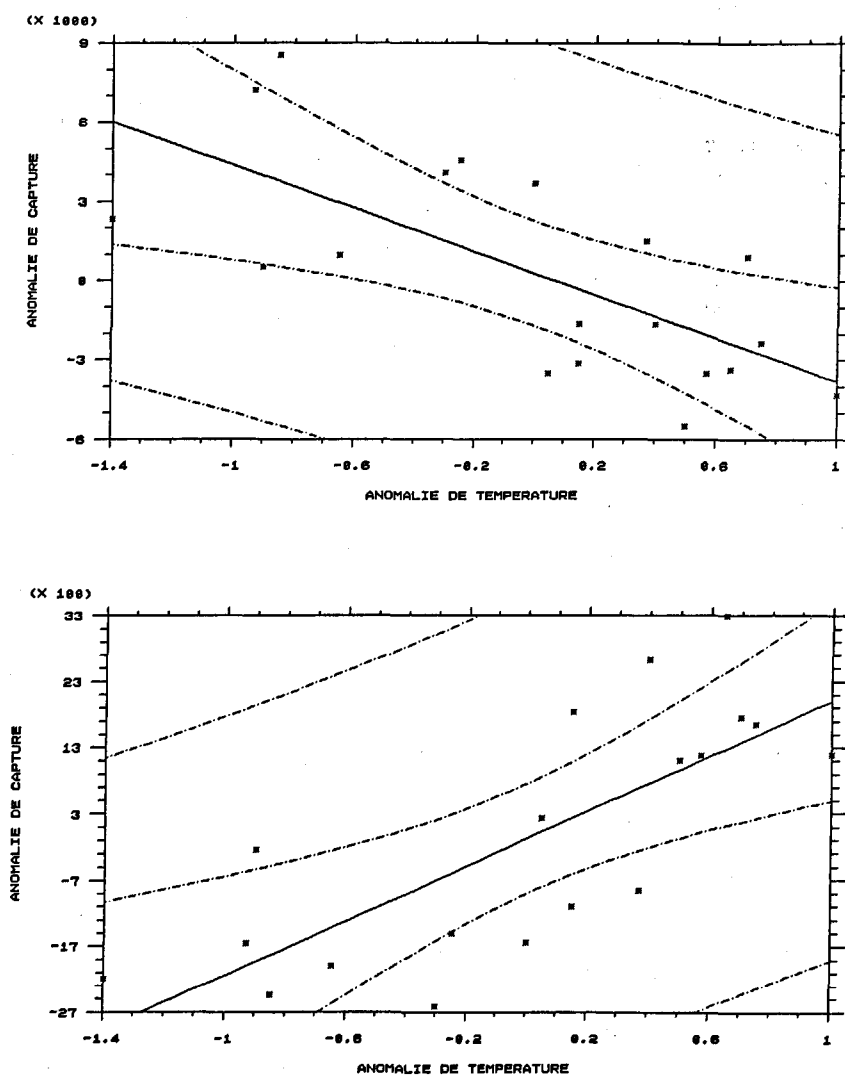 (X 1000)
9
6
3
0
-3
-6
ANOMALIE DE CAPTURE
-1.4 -1 -0.6 -0.2 0.2 0.6 1
ANOMALIE DE TEMPERATURE
(X 100)
33
23
13
3
-7
-17
-27
ANOMALIE DE CAPTURE
-1.4 -1 -0.6 -0.2 0.2 0.6 1
ANOMALIE DE TEMPERATURE